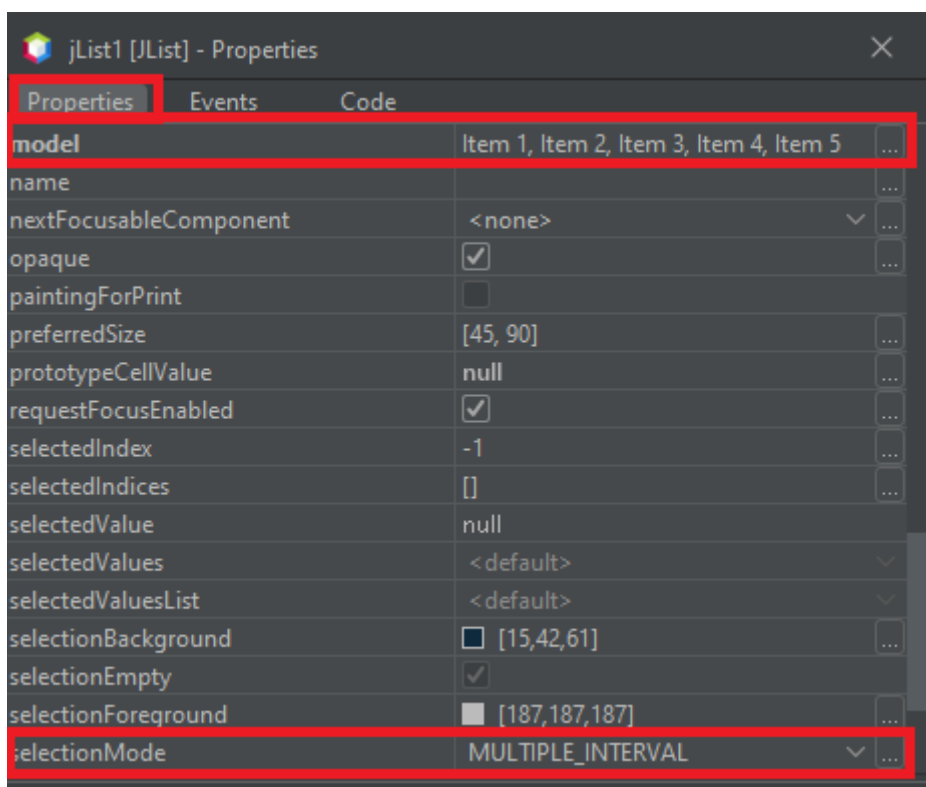 jList1 [JList] - Properties
Properties Events Code
model Item 1, Item 2, Item 3, Item 4, Item 5 ...
name ...
nextFocusableComponent <none> ...
opaque ...
paintingForPrint
preferredSize [45, 90] ...
prototypeCellValue null ...
requestFocusEnabled ...
selectedIndex -1 ...
selectedIndices [] ...
selectedValue null
selectedValues <default>
selectedValuesList <default>
selectionBackground [15,42,61] ...
selectionEmpty
selectionForeground [187,187,187] ...
selectionMode MULTIPLE_INTERVAL ...